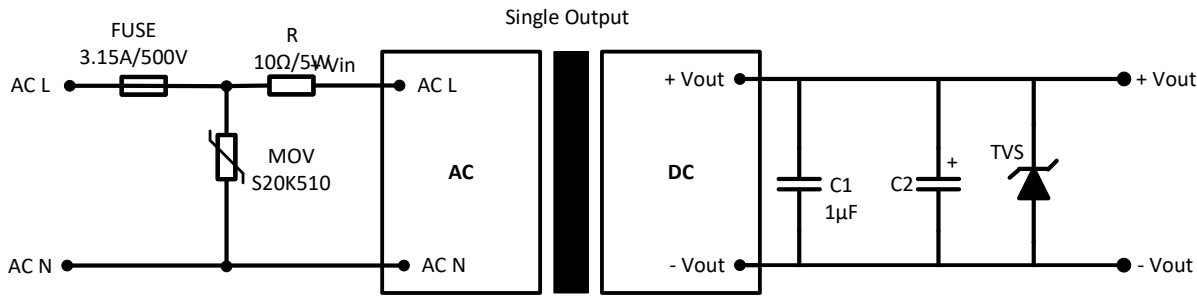 Single Output
FUSE
3.15A/500V
R
10Ω/5W
+ Vin
AC L
AC L
+ Vout
+ Vout
MOV
S20K510
AC
DC
C1
1µF
C2
+
TVS
AC N
AC N
- Vout
- Vout